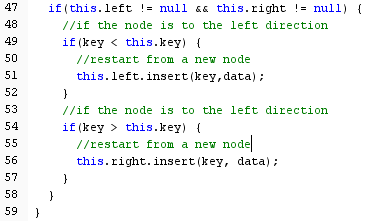 47 if(this.left != null && this.right != null) {
48 //if the node is to the left direction
49 if(key < this.key) {
50 //restart from a new node
51 this.left.insert(key,data);
52 }
53 //if the node is to the left direction
54 if(key > this.key) {
55 //restart from a new node
56 this.right.insert(key, data);
57 }
58 }
59 }